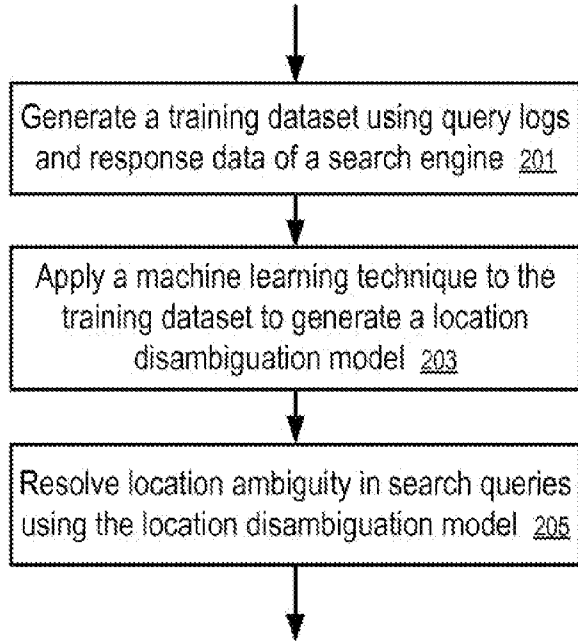 Generate a training dataset using query logs
and response data of a search engine 201
Apply a machine learning technique to the
training dataset to generate a location
disambiguation model 203
Resolve location ambiguity in search queries
using the location disambiguation model 205